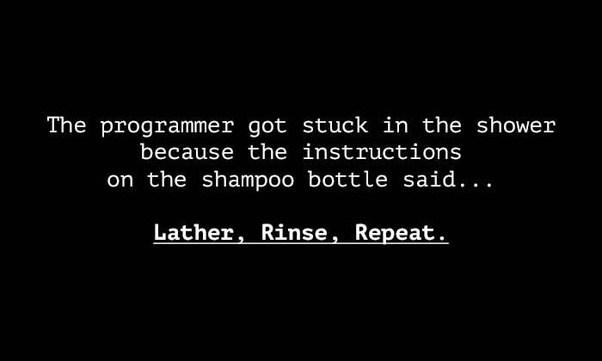 The programmer got stuck in the shower
because the instructions
on the shampoo bottle said...
Lather, Rinse, Repeat.